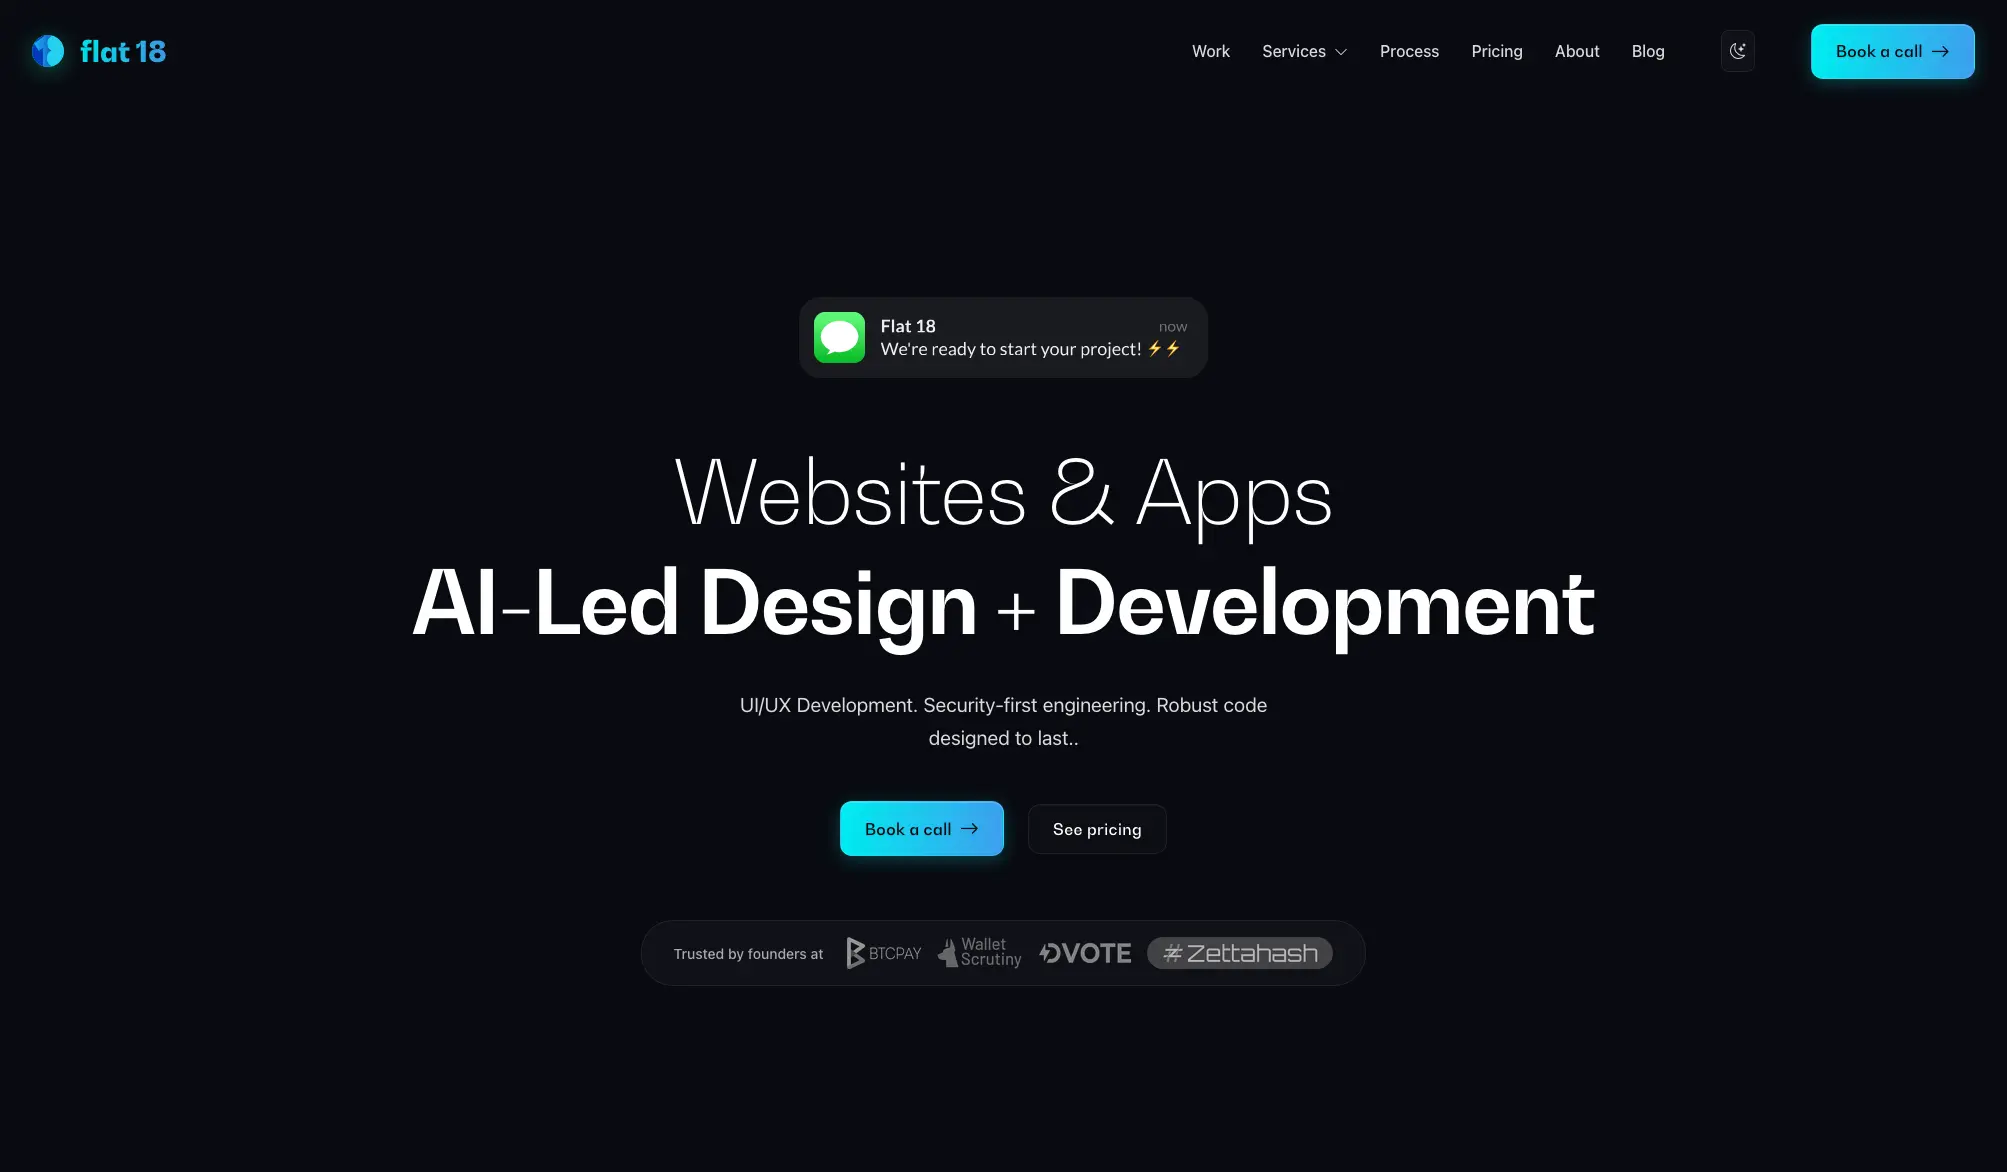 flat 18
Work Services Process Pricing About Blog
Book a call →
Flat 18 now
We're ready to start your project! ⚡⚡
Websites & Apps
AI-Led Design + Development
UI/UX Development. Security-first engineering. Robust code
designed to last..
Book a call →
See pricing
Trusted by founders at
BTCPAY
Wallet
Scrutiny
DVOTE
# Zettahash